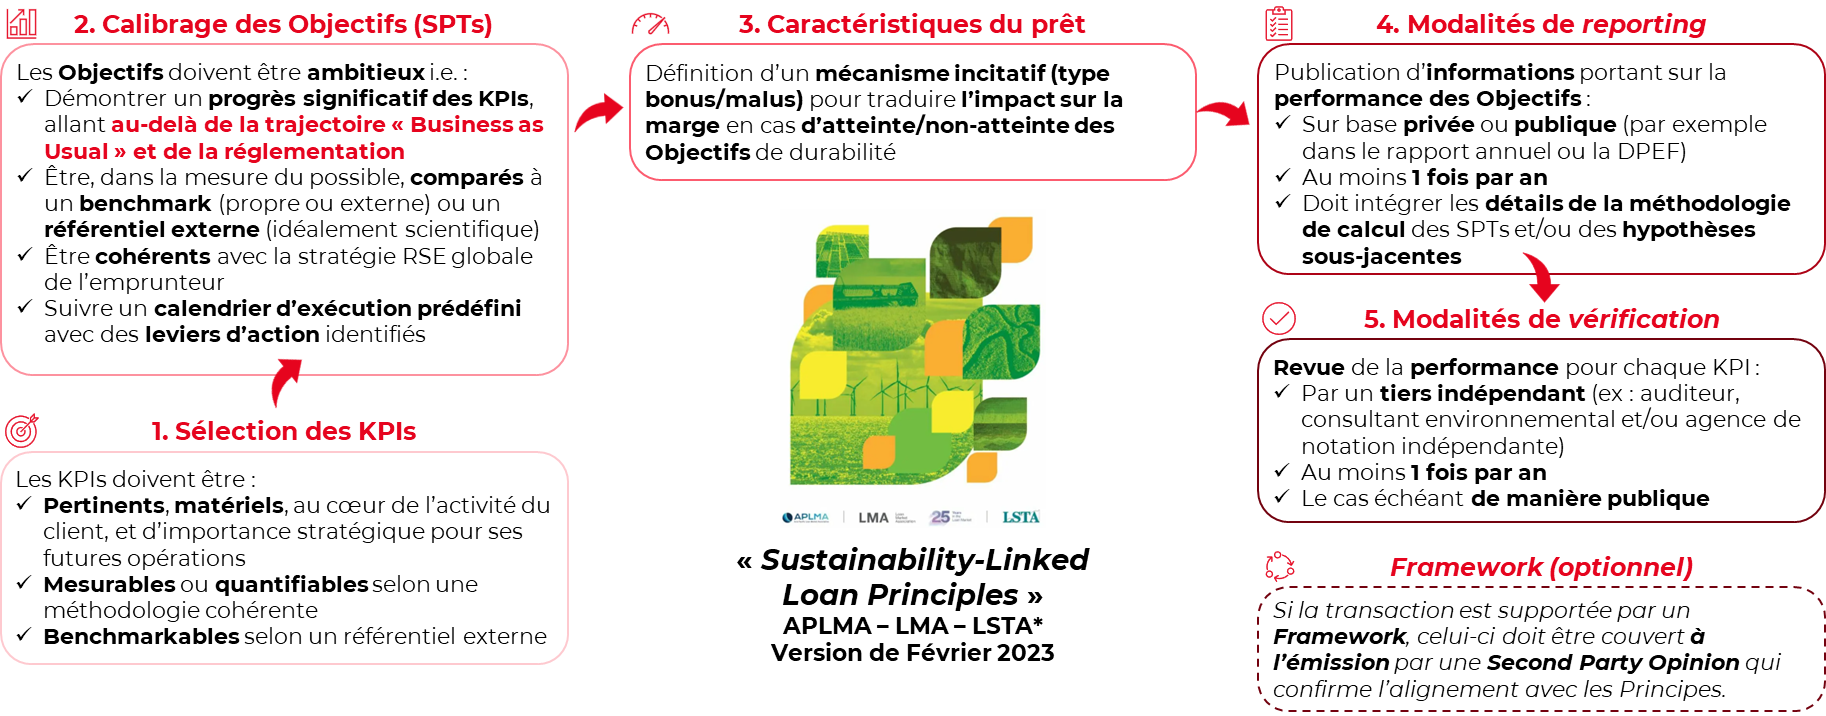 2. Calibrage des Objectifs (SPTs)
Les Objectifs doivent être ambitieux i.e. :
✓ Démontrer un progrès significatif des KPIs,
allant au-delà de la trajectoire « Business as
Usual » et de la réglementation
✓ Être, dans la mesure du possible, comparés à
un benchmark (propre ou externe) ou un
référentiel externe (idéalement scientifique)
✓ Être cohérents avec la stratégie RSE globale
de l’emprunteur
✓ Suivre un calendrier d’exécution prédéfini
avec des leviers d’action identifiés
1. Sélection des KPIs
Les KPIs doivent être :
✓ Pertinents, matériels, au cœur de l’activité du
client, et d’importance stratégique pour ses
futures opérations
✓ Mesurables ou quantifiables selon une
méthodologie cohérente
✓ Benchmarkables selon un référentiel externe
3. Caractéristiques du prêt
Définition d’un mécanisme incitatif (type
bonus/malus) pour traduire l’impact sur la
marge en cas d’atteinte/non-atteinte des
Objectifs de durabilité
APLMA
LMA
25
LSTA
« Sustainability-Linked
Loan Principles »
APLMA – LMA – LSTA*
Version de Février 2023
4. Modalités de reporting
Publication d’informations portant sur la
performance des Objectifs :
✓ Sur base privée ou publique (par exemple
dans le rapport annuel ou la DPEF)
✓ Au moins 1 fois par an
✓ Doit intégrer les détails de la méthodologie
de calcul des SPTs et/ou des hypothèses
sous-jacentes
5. Modalités de vérification
Revue de la performance pour chaque KPI :
✓ Par un tiers indépendant (ex : auditeur,
consultant environnemental et/ou agence de
notation indépendante)
✓ Au moins 1 fois par an
✓ Le cas échéant de manière publique
Framework (optionnel)
Si la transaction est supportée par un
Framework, celui-ci doit être couvert à
l’émission par une Second Party Opinion qui
confirme l’alignement avec les Principes.